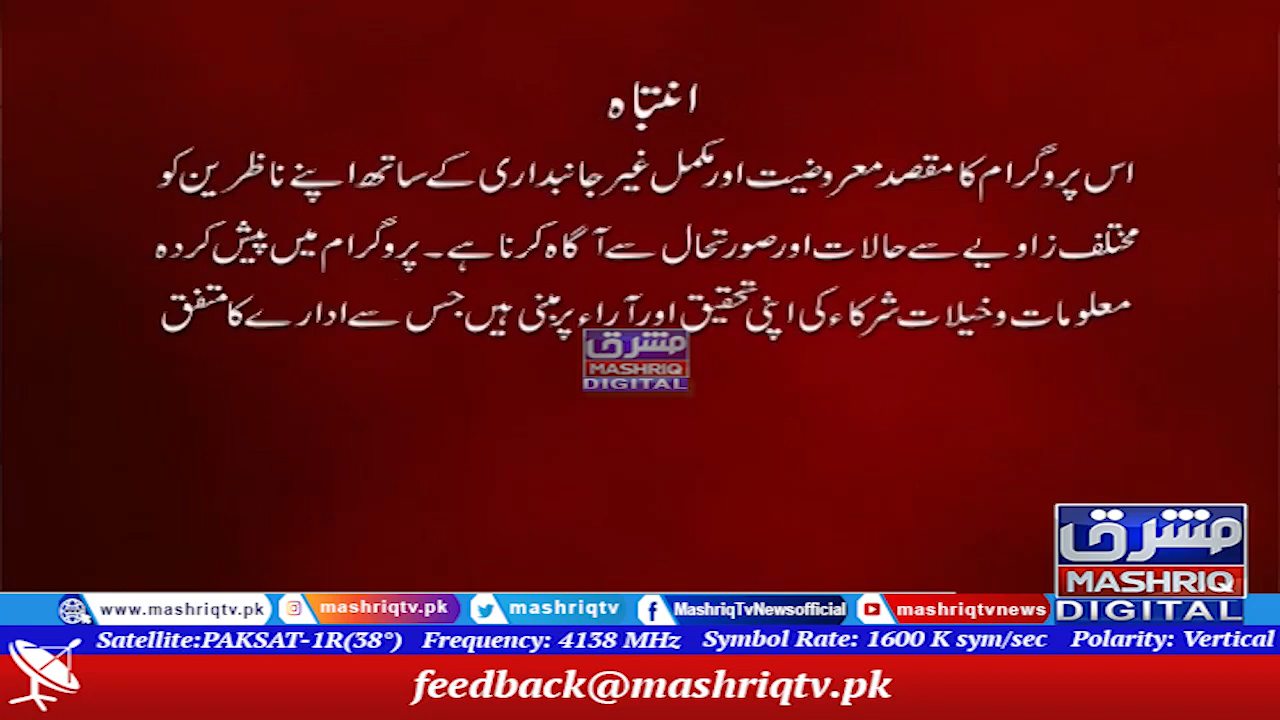 انتباہ
اس پروگرام کا مقصد معروضیت اور مکمل غیر جانبداری کے ساتھ اپنے ناظرین کو
مختلف زاویے سے حالات اور صورتحال سے آگاہ کرنا ہے۔ پروگرام میں پیش کردہ
معلومات و خیالات شرکاء کی اپنی تحقیق اور آراء پر مبنی ہیں جس سے ادارے کا متفق
مشرق
MASHRIQ
DIGITAL
مشرق
MASHRIQ
DIGITAL
www.mashriqtv.pk mashriqtv.pk mashriqtv MashriqTvNewsofficial mashriqtvnews
Satellite:PAKSAT-1R(38°) Frequency: 4138 MHz Symbol Rate: 1600 K sym/sec Polarity: Vertical
feedback@mashriqtv.pk